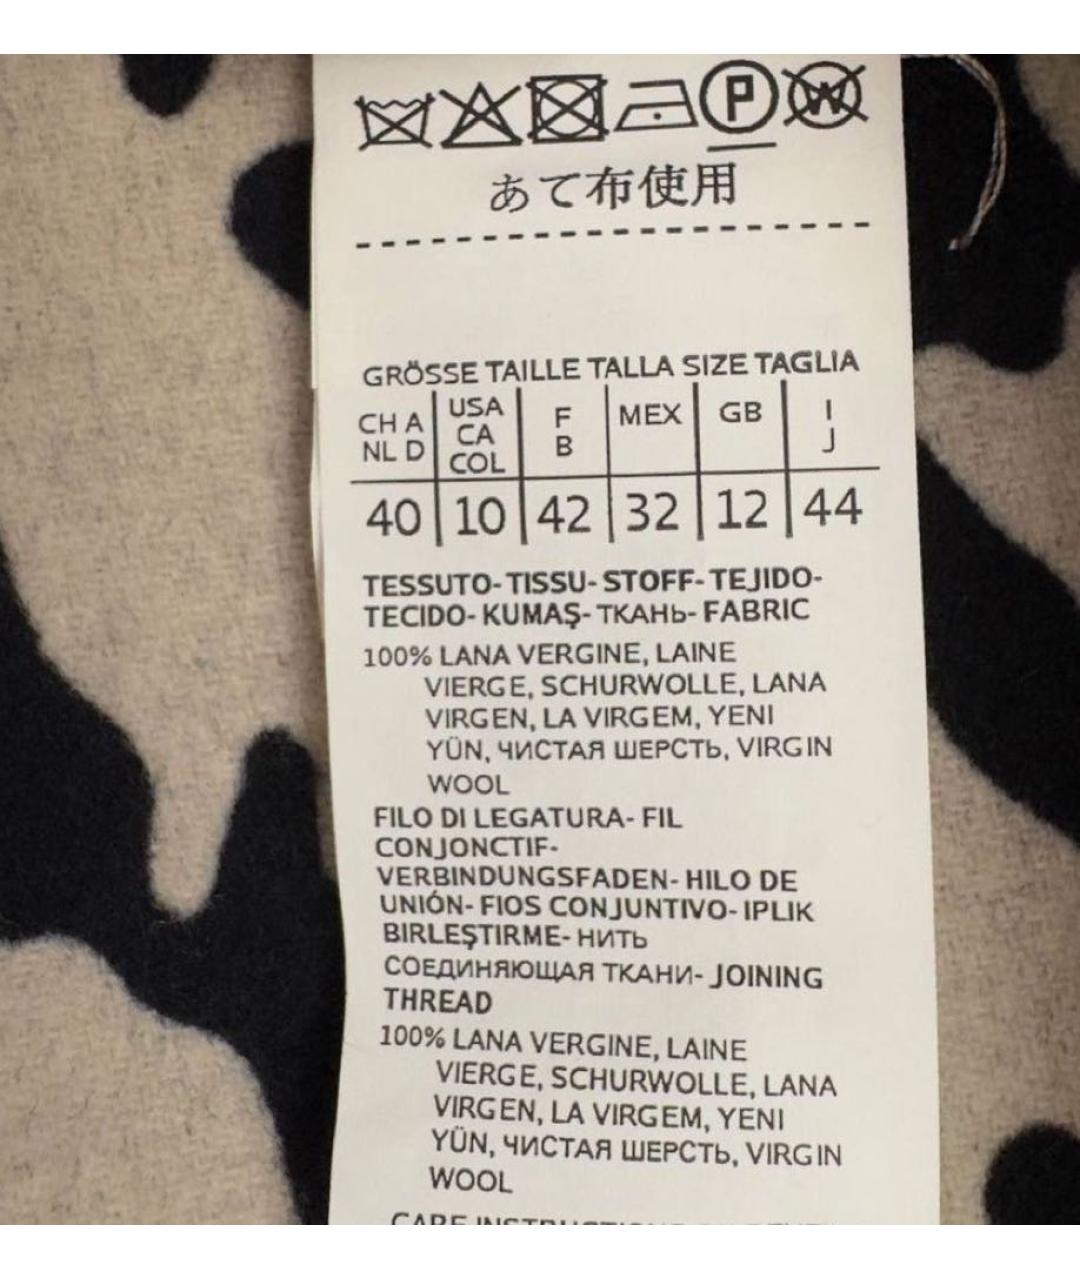 P W
あて布使用
GRÖSSE TAILLE TALLA SIZE TAGLIA
CH A NL D USA CA COL F B MEX GB I J
40 10 42 32 12 44
TESSUTO- TISSU- STOFF- TEJIDO-
TECIDO- KUMAŞ- ТКАНЬ- FABRIC
100% LANA VERGINE, LAINE
VIERGE, SCHURWOLLE, LANA
VIRGEN, LA VIRGEM, YENI
YÜN, ЧИСТАЯ ШЕРСТЬ, VIRGIN
WOOL
FILO DI LEGATURA- FIL
CONJONCTIF-
VERBINDUNGSFADEN- HILO DE
UNIÓN- FIOS CONJUNTIVO- IPLIK
BIRLEŞTIRME- НИТЬ
СОЕДИНЯЮЩАЯ ТКАНИ- JOINING
THREAD
100% LANA VERGINE, LAINE
VIERGE, SCHURWOLLE, LANA
VIRGEN, LA VIRGEM, YENI
YÜN, ЧИСТАЯ ШЕРСТЬ, VIRGIN
WOOL
CARE INSTRUCTIONS